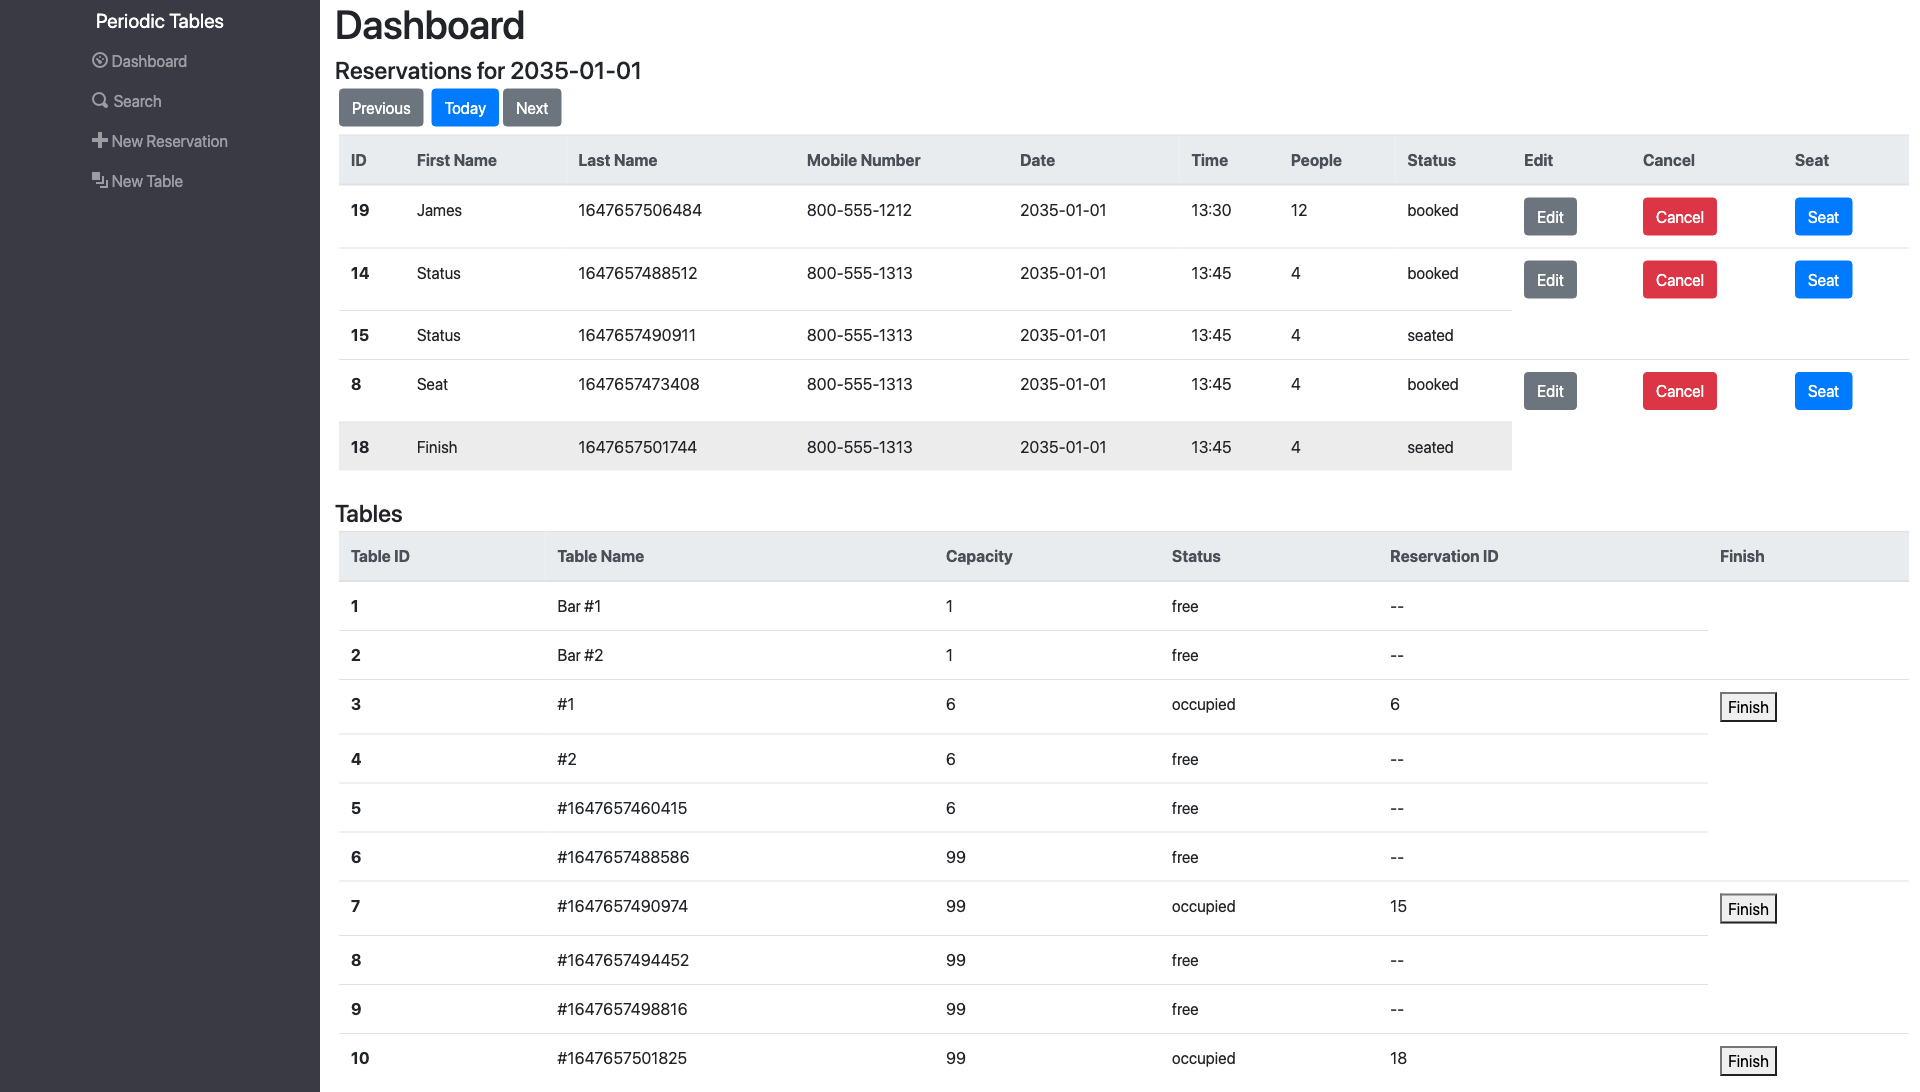 Periodic Tables
Dashboard
Search
New Reservation
New Table
Dashboard
Reservations for 2035-01-01
Previous Today Next
ID First Name Last Name Mobile Number Date Time People Status Edit Cancel Seat
19 James 1647657506484 800-555-1212 2035-01-01 13:30 12 booked Edit Cancel Seat
14 Status 1647657488512 800-555-1313 2035-01-01 13:45 4 booked Edit Cancel Seat
15 Status 1647657490911 800-555-1313 2035-01-01 13:45 4 seated
8 Seat 1647657473408 800-555-1313 2035-01-01 13:45 4 booked Edit Cancel Seat
18 Finish 1647657501744 800-555-1313 2035-01-01 13:45 4 seated
Tables
Table ID Table Name Capacity Status Reservation ID Finish
1 Bar #1 1 free --
2 Bar #2 1 free --
3 #1 6 occupied 6 Finish
4 #2 6 free --
5 #1647657460415 6 free --
6 #1647657488586 99 free --
7 #1647657490974 99 occupied 15 Finish
8 #1647657494452 99 free --
9 #1647657498816 99 free --
10 #1647657501825 99 occupied 18 Finish